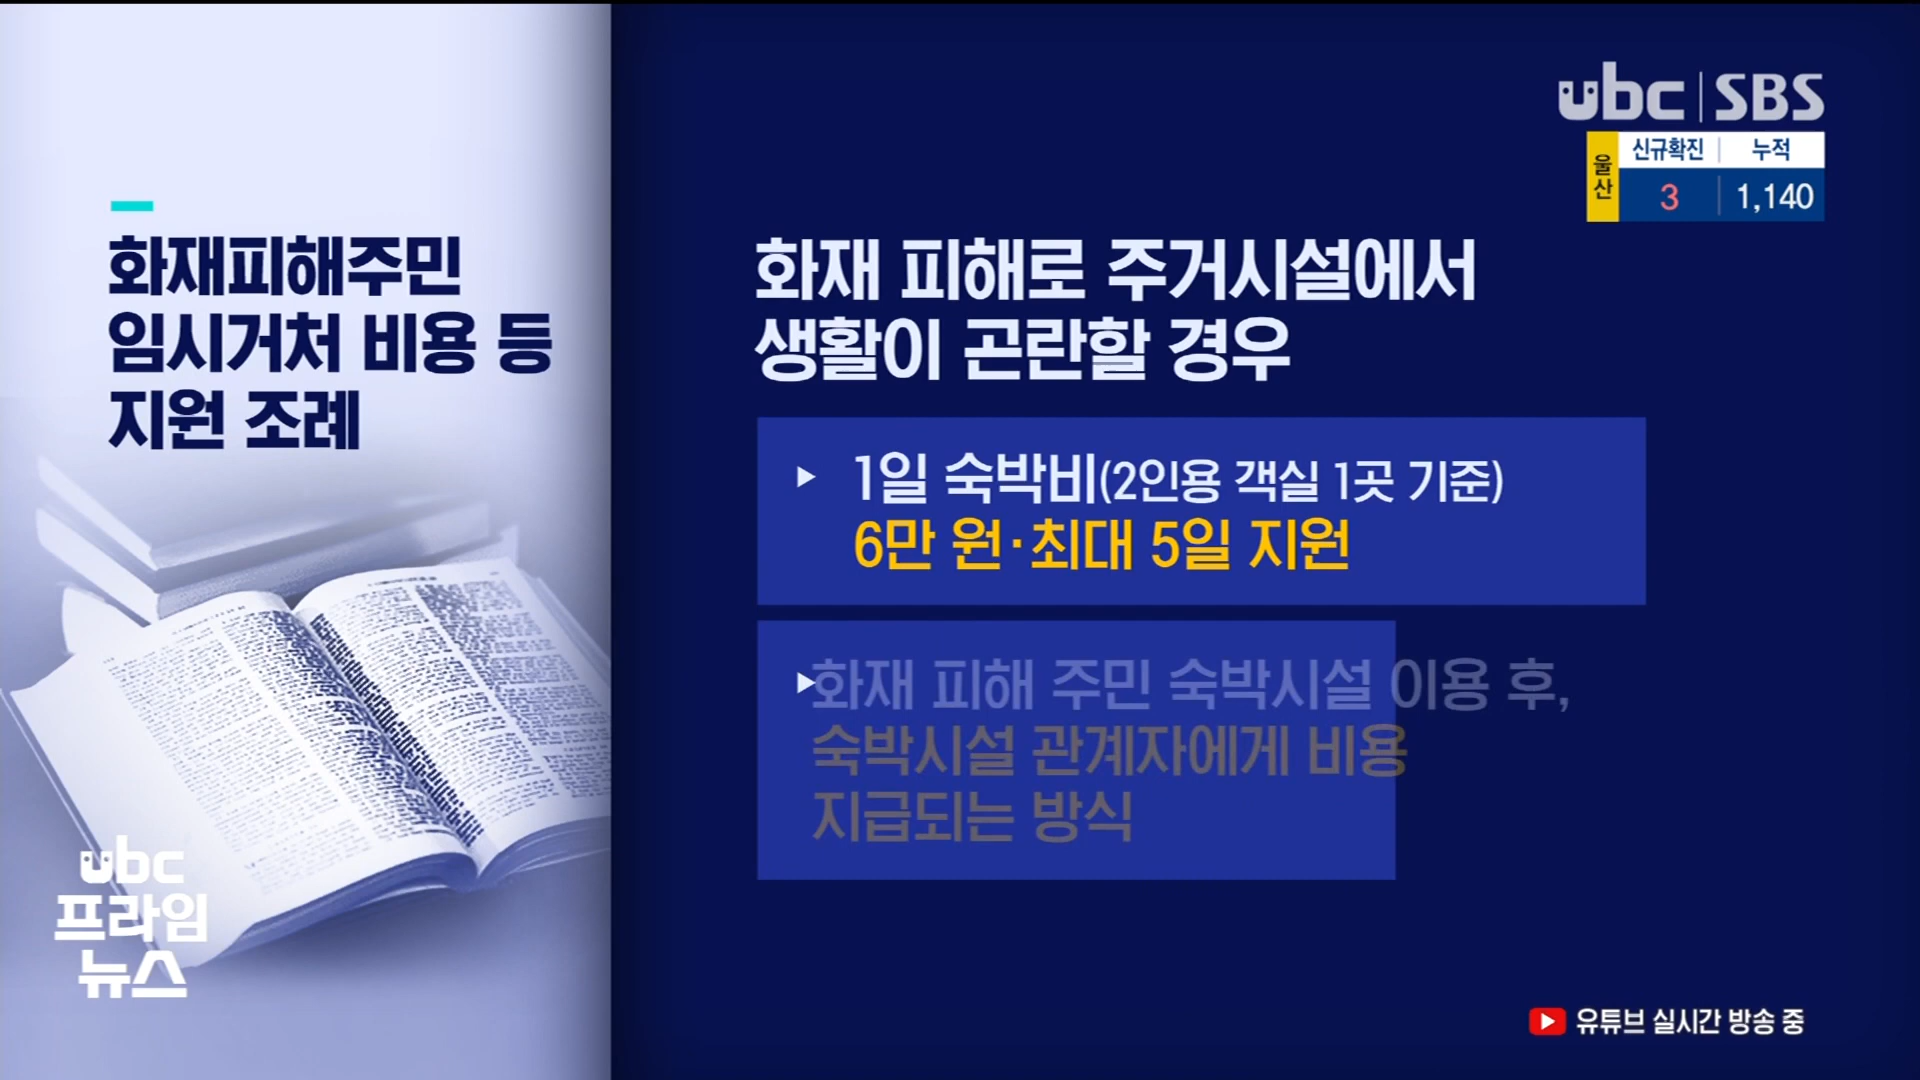 ubc SBS
울산
신규확진 누적
3 1,140
화재피해주민
임시거처 비용 등
지원 조례
화재 피해로 주거시설에서
생활이 곤란할 경우
▶ 1일 숙박비(2인용 객실 1곳 기준)
6만 원·최대 5일 지원
▶화재 피해 주민 숙박시설 이용 후,
숙박시설 관계자에게 비용
지급되는 방식
ubc
프라임
뉴스
유튜브 실시간 방송 중